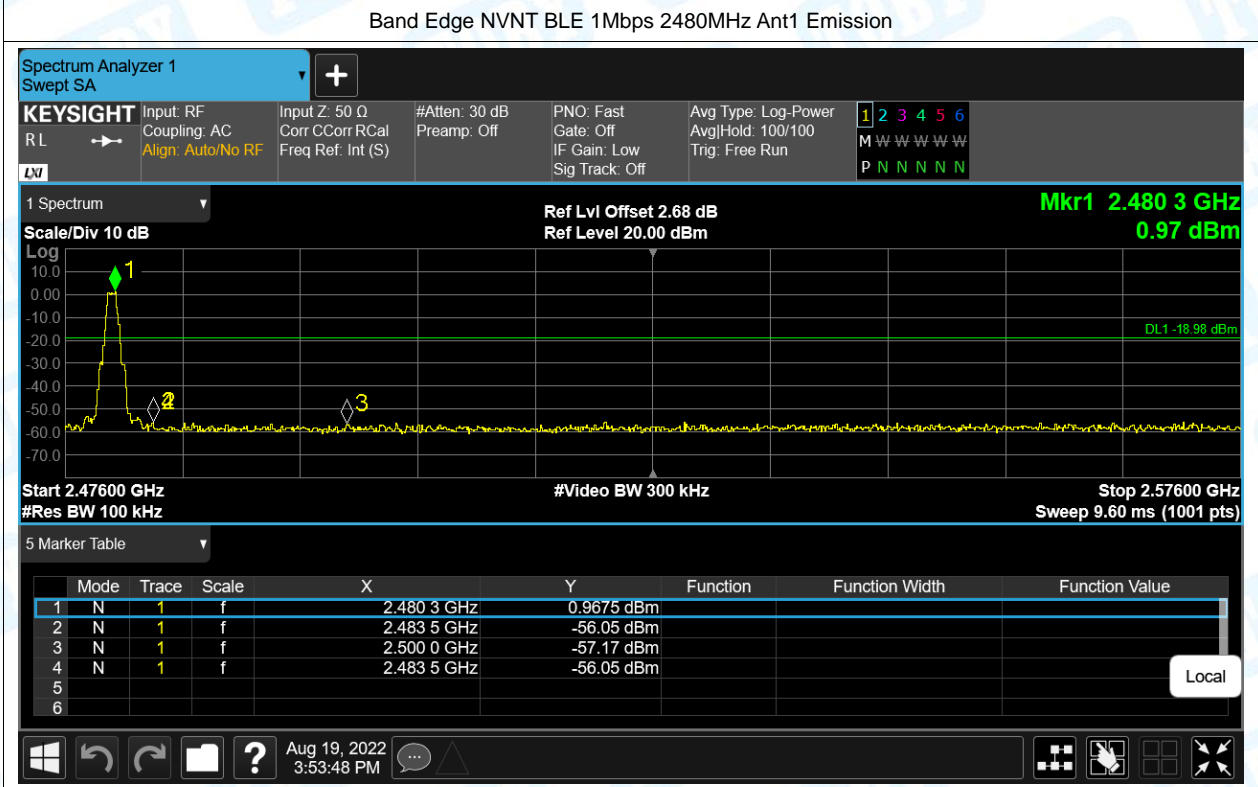 Band Edge NVNT BLE 1Mbps 2480MHz Ant1 Emission
Spectrum Analyzer 1
Swept SA
+
KEYSIGHT
R L
LXI
Input: RF
Coupling: AC
Align: Auto/No RF
Input Z: 50 Ω
Corr CCorr RCal
Freq Ref: Int (S)
#Atten: 30 dB
Preamp: Off
PNO: Fast
Gate: Off
IF Gain: Low
Sig Track: Off
Avg Type: Log-Power
Avg|Hold: 100/100
Trig: Free Run
1 2 3 4 5 6
M W W W W W
P N N N N N
1 Spectrum
Scale/Div 10 dB
Ref Lvl Offset 2.68 dB
Ref Level 20.00 dBm
Mkr1 2.480 3 GHz
0.97 dBm
Log
10.0
0.00
-10.0
-20.0
-30.0
-40.0
-50.0
-60.0
-70.0
1
2
4
3
DL1 -18.98 dBm
Start 2.47600 GHz
#Res BW 100 kHz
#Video BW 300 kHz
Stop 2.57600 GHz
Sweep 9.60 ms (1001 pts)
5 Marker Table
Mode Trace Scale X Y Function Function Width Function Value
1 N 1 f 2.480 3 GHz 0.9675 dBm
2 N 1 f 2.483 5 GHz -56.05 dBm
3 N 1 f 2.500 0 GHz -57.17 dBm
4 N 1 f 2.483 5 GHz -56.05 dBm
5
6
Local
?
Aug 19, 2022
3:53:48 PM